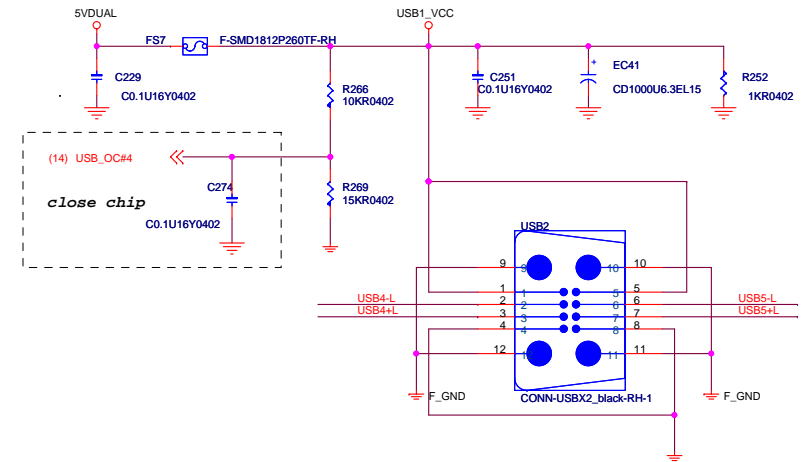 5VDUAL
USB1_VCC
FS7
F-SMD1812P260TF-RH
C229
C0.1U16Y0402
R266
10KR0402
C251
C0.1U16Y0402
EC41
+
CD1000U6.3EL15
R252
1KR0402
(14) USB_OC#4
close chip
C274
C0.1U16Y0402
R269
15KR0402
USB2
9 9 10 10
1 1 5 5
USB4-L 2 2 6 6 USB5-L
USB4+L 3 3 7 7 USB5+L
4 4 8 8
12 11 11
F_GND
F_GND
CONN-USBX2_black-RH-1